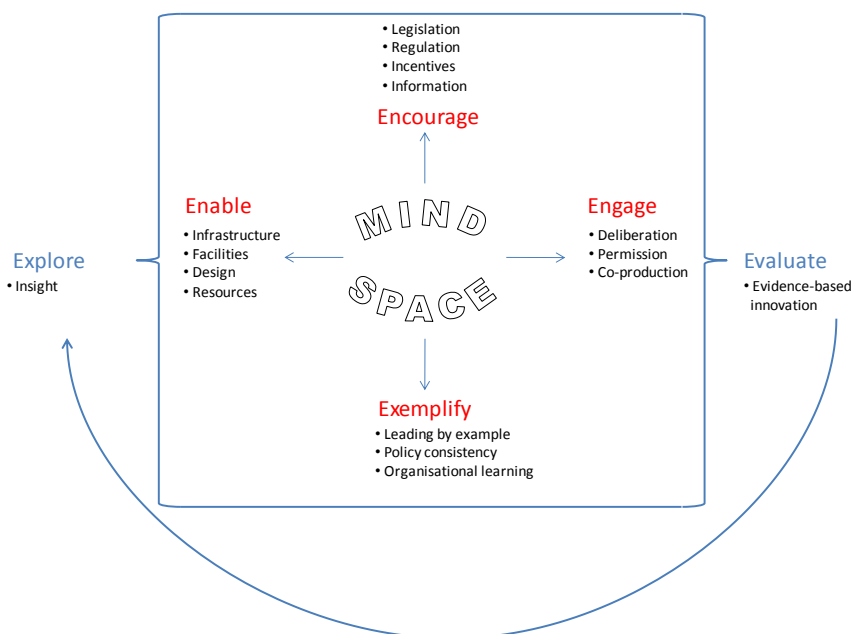 • Legislation
• Regulation
• Incentives
• Information
Encourage
MIND
SPACE
Enable
• Infrastructure
• Facilities
• Design
• Resources
Engage
• Deliberation
• Permission
• Co-production
Explore
• Insight
Evaluate
• Evidence-based
innovation
Exemplify
• Leading by example
• Policy consistency
• Organisational learning